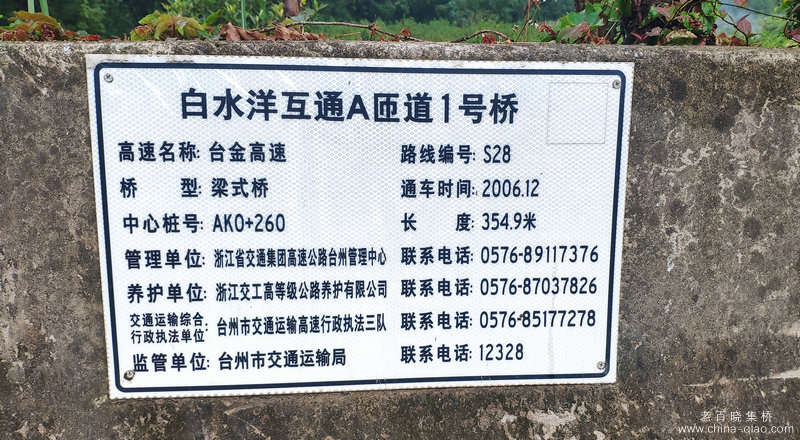 白水洋互通A匝道1号桥
高速名称: 台金高速 路线编号: S28
桥 型: 梁式桥 通车时间: 2006.12
中心桩号: AK0+260 长 度: 354.9米
管理单位: 浙江省交通集团高速公路台州管理中心 联系电话: 0576-89117376
养护单位: 浙江交工高等级公路养护有限公司 联系电话: 0576-87037826
交通运输综合
行政执法单位: 台州市交通运输高速行政执法三队 联系电话: 0576-85177278
监管单位: 台州市交通运输局 联系电话: 12328
老百晓集桥
www.china-qiao.com